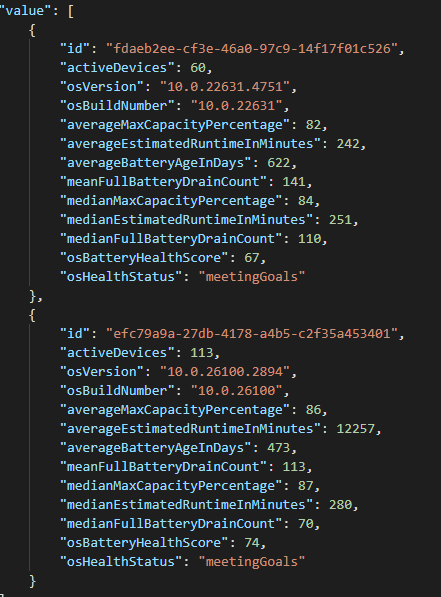 "value": [
{
"id": "fdaeb2ee-cf3e-46a0-97c9-14f17f01c526",
"activeDevices": 60,
"osVersion": "10.0.22631.4751",
"osBuildNumber": "10.0.22631",
"averageMaxCapacityPercentage": 82,
"averageEstimatedRuntimeInMinutes": 242,
"averageBatteryAgeInDays": 622,
"meanFullBatteryDrainCount": 141,
"medianMaxCapacityPercentage": 84,
"medianEstimatedRuntimeInMinutes": 251,
"medianFullBatteryDrainCount": 110,
"osBatteryHealthScore": 67,
"osHealthStatus": "meetingGoals"
},
{
"id": "efc79a9a-27db-4178-a4b5-c2f35a453401",
"activeDevices": 113,
"osVersion": "10.0.26100.2894",
"osBuildNumber": "10.0.26100",
"averageMaxCapacityPercentage": 86,
"averageEstimatedRuntimeInMinutes": 12257,
"averageBatteryAgeInDays": 473,
"meanFullBatteryDrainCount": 113,
"medianMaxCapacityPercentage": 87,
"medianEstimatedRuntimeInMinutes": 280,
"medianFullBatteryDrainCount": 70,
"osBatteryHealthScore": 74,
"osHealthStatus": "meetingGoals"
}